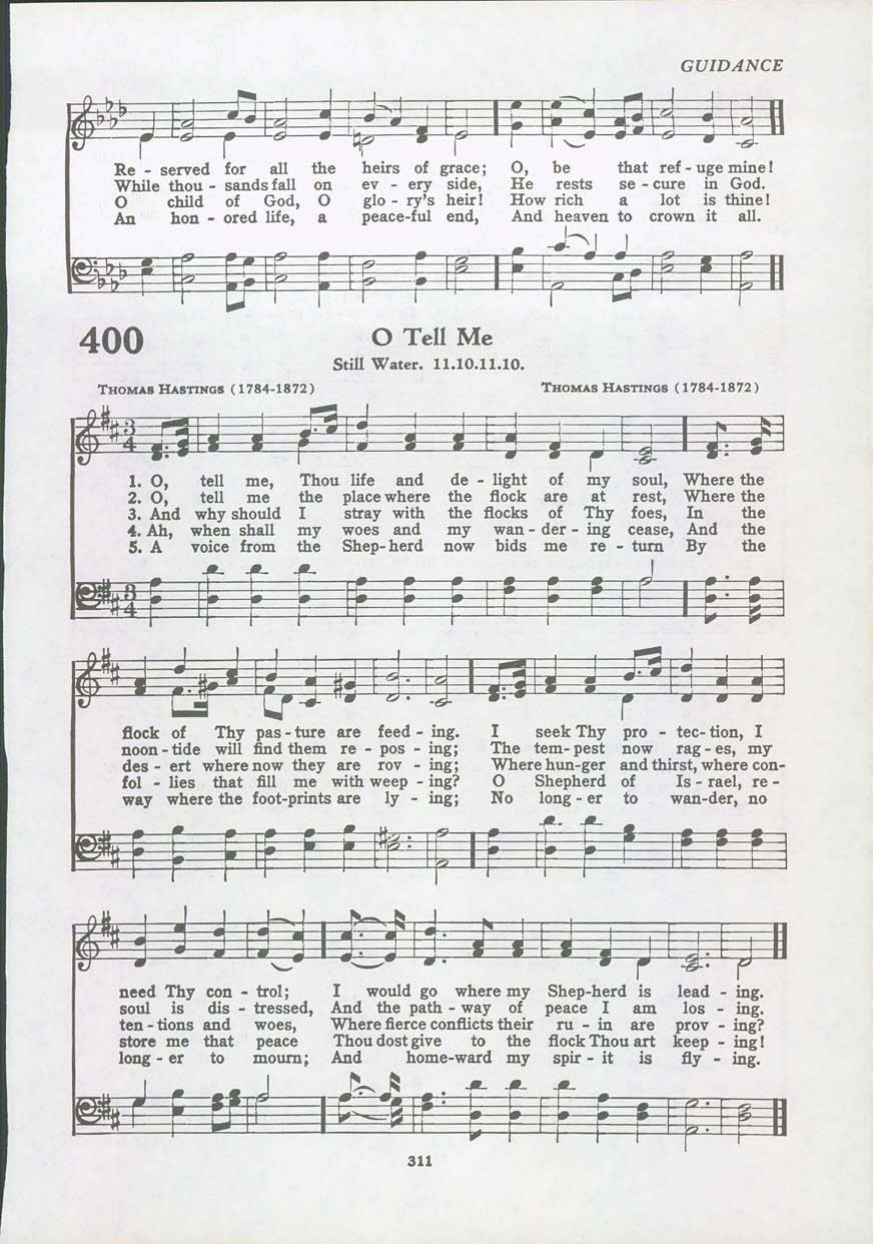 GUIDANCE
Re - served for all the heirs of grace; O, be that ref - uge mine!
While thou - sands fall on ev - ery side, He rests se - cure in God.
O child of God, O glo - ry's heir! How rich a lot is thine!
An hon - ored life, a peace-ful end, And heaven to crown it all.
400 O Tell Me
Still Water. 11.10.11.10.
THOMAS HASTINGS (1784-1872) THOMAS HASTINGS (1784-1872)
3
4
1. O, tell me, Thou life and de - light of my soul, Where the
2. O, tell me the place where the flock are at rest, Where the
3. And why should I stray with the flocks of Thy foes, In the
4. Ah, when shall my woes and my wan - der - ing cease, And the
5. A voice from the Shep-herd now bids me re - turn By the
3
4
flock of Thy pas - ture are feed - ing. I seek Thy pro - tec - tion, I
noon - tide will find them re - pos - ing; The tem - pest now rag - es, my
des - ert where now they are rov - ing; Where hun-ger and thirst, where con-
fol - lies that fill me with weep - ing? O Shepherd of Is - rael, re -
way where the foot-prints are ly - ing; No long - er to wan-der, no
need Thy con - trol; I would go where my Shep-herd is lead - ing.
soul is dis - tressed, And the path - way of peace I am los - ing.
ten - tions and woes, Where fierce conflicts their ru - in are prov - ing?
store me that peace Thou dost give to the flock Thou art keep - ing!
long - er to mourn; And home-ward my spir - it is fly - ing.
311